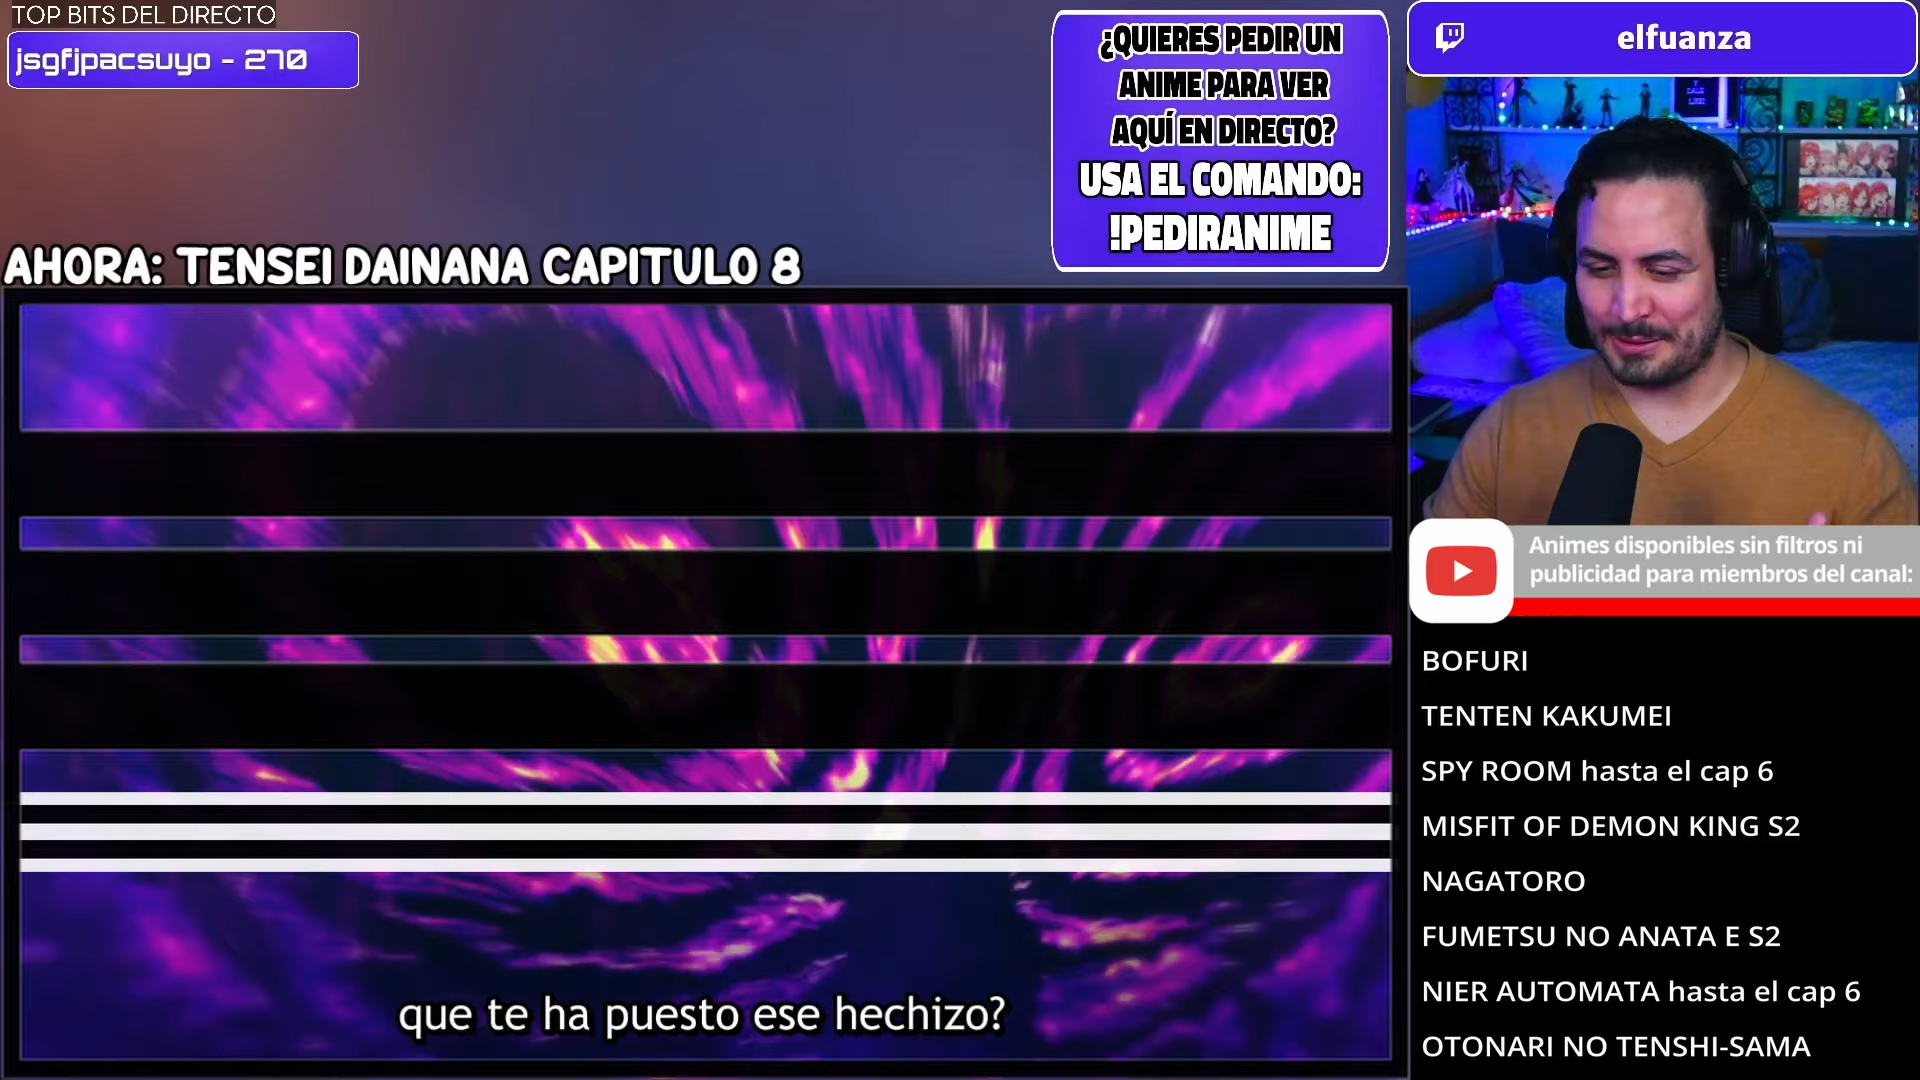 TOP BITS DEL DIRECTO
jsgfjpacsuyo - 270
¿QUIERES PEDIR UN
ANIME PARA VER
AQUÍ EN DIRECTO?
USA EL COMANDO:
!PEDIRANIME
elfuanza
AHORA: TENSEI DAINANA CAPITULO 8
que te ha puesto ese hechizo?
Animes disponibles sin filtros ni
publicidad para miembros del canal:
BOFURI
TENTEN KAKUMEI
SPY ROOM hasta el cap 6
MISFIT OF DEMON KING S2
NAGATORO
FUMETSU NO ANATA E S2
NIER AUTOMATA hasta el cap 6
OTONARI NO TENSHI-SAMA